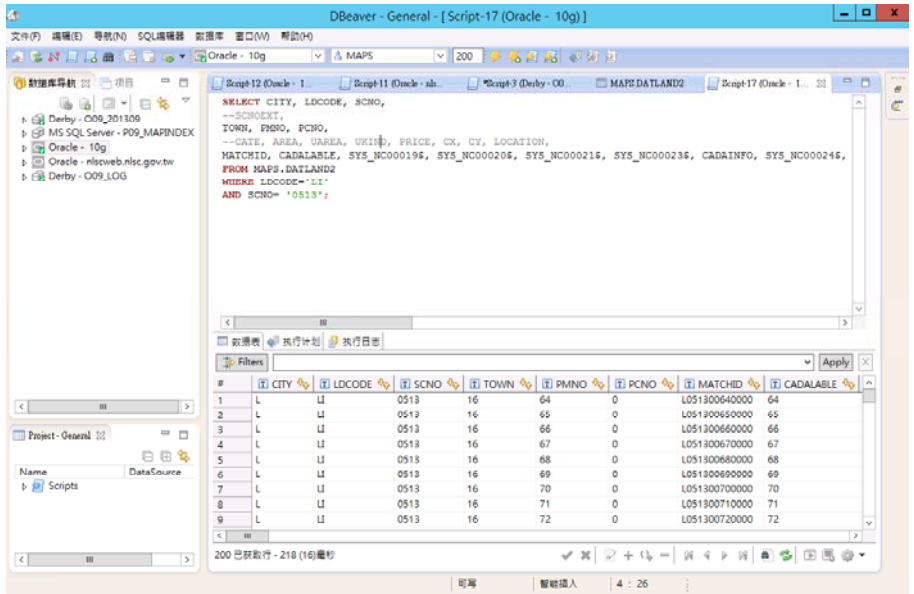 DBeaver - General - [ Script-17 (Oracle - 10g) ]
文件(F) 编辑(E) 导航(N) SQL编辑器 数据库 窗口(W) 帮助(H)
Oracle - 10g MAPS 200
数据库导航 项目
Derby - O09_201309
MS SQL Server - P09_MAPINDEX
Oracle - 10g
Oracle - nlscweb.nlsc.gov.tw
Derby - O09_LOG
Script-12 (Oracle - 1... Script-11 (Oracle - nls... *Script-3 (Derby - O0... MAPS.DATLAND2 Script-17 (Oracle - 1...
SELECT CITY, LDCODE, SCNO,
--SCNOEXT,
TOWN, PMNO, PCNO,
--CATE, AREA, UAREA, UKIND, PRICE, CX, CY, LOCATION,
MATCHID, CADALABLE, SYS_NC00019$, SYS_NC00020$, SYS_NC00021$, SYS_NC00023$, CADAINFO, SYS_NC00024$,
FROM MAPS.DATLAND2
WHERE LDCODE='LI'
AND SCNO= '0513';
数据表 执行计划 执行日志
Filters Apply
# CITY LDCODE SCNO TOWN PMNO PCNO MATCHID CADALABLE
1 L LI 0513 16 64 0 L051300640000 64
2 L LI 0513 16 65 0 L051300650000 65
3 L LI 0513 16 66 0 L051300660000 66
4 L LI 0513 16 67 0 L051300670000 67
5 L LI 0513 16 68 0 L051300680000 68
6 L LI 0513 16 69 0 L051300690000 69
7 L LI 0513 16 70 0 L051300700000 70
8 L LI 0513 16 71 0 L051300710000 71
9 L LI 0513 16 72 0 L051300720000 72
200 已获取行 - 218 (16)毫秒
Project - General
Name DataSource
Scripts
可写 智能插入 4 : 26